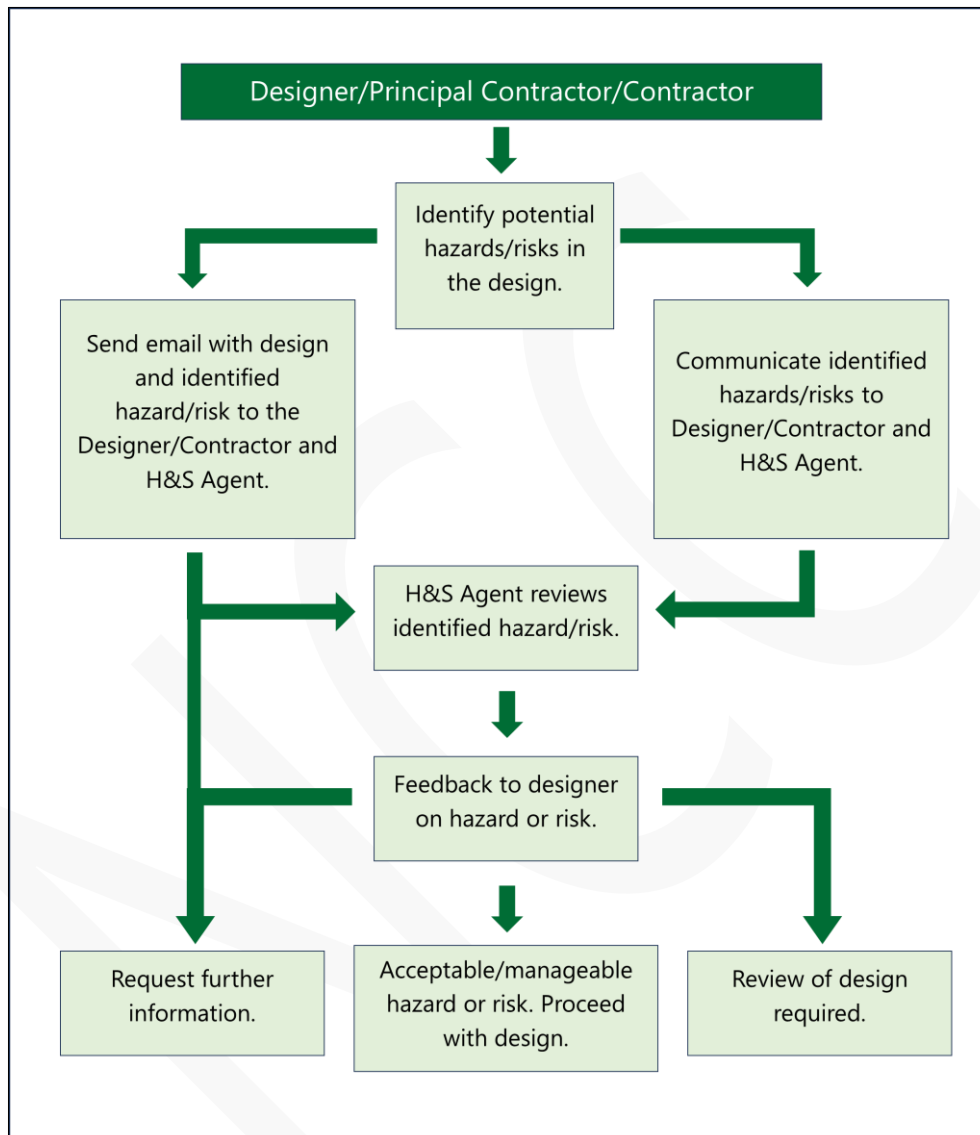 Designer/Principal Contractor/Contractor
Identify potential
hazards/risks in
the design.
Send email with design
and identified
hazard/risk to the
Designer/Contractor and
H&S Agent.
Communicate identified
hazards/risks to
Designer/Contractor and
H&S Agent.
H&S Agent reviews
identified hazard/risk.
Feedback to designer
on hazard or risk.
Request further
information.
Acceptable/manageable
hazard or risk. Proceed
with design.
Review of design
required.